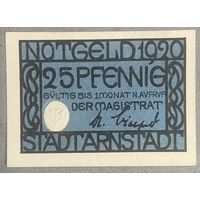 NOTGELD 1920
25 PFENNIG
GÜLTIG BIS 1 MONAT N. AUFRUF
DER MAGISTRAT
STADT ARNSTADT